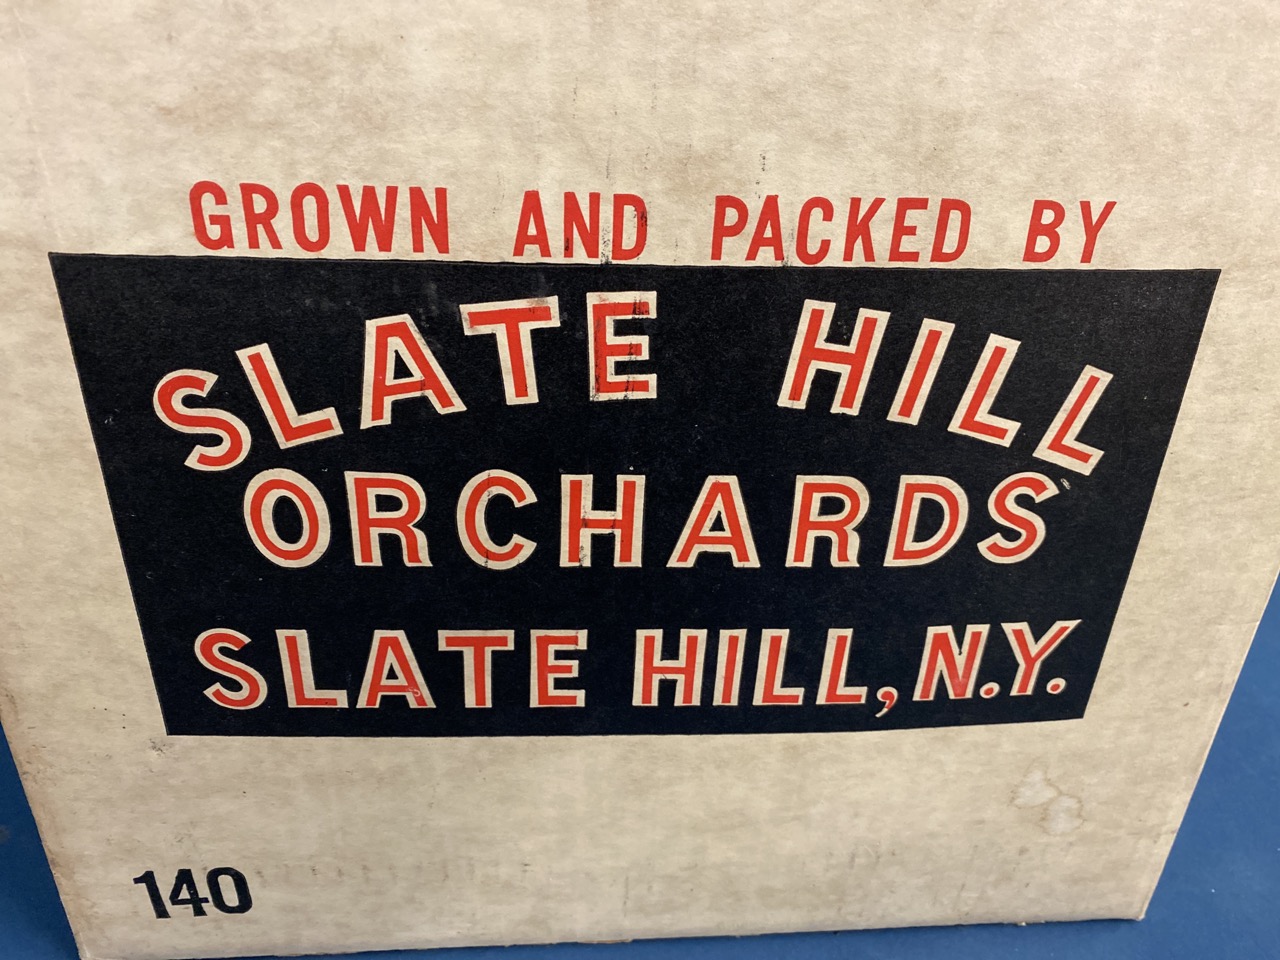 GROWN AND PACKED BY
SLATE HILL
ORCHARDS
SLATE HILL, N.Y.
140